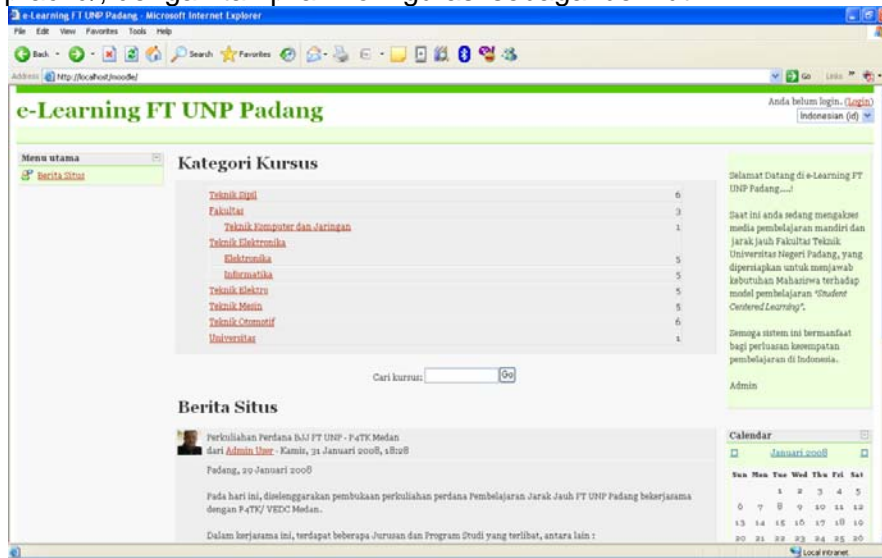 e-Learning FT UNP Padang - Microsoft Internet Explorer
File Edit View Favorites Tools Help
Back Search Favorites
Address http://localhost/moodle/ Go Links
e-Learning FT UNP Padang
Anda belum login. (Login)
Indonesian (id)
Menu utama
Berita Situs
Kategori Kursus
Teknik Sipil 6
Fakultas 3
Teknik Komputer dan Jaringan 1
Teknik Elektronika
Elektronika 5
Informatika 5
Teknik Elektro 5
Teknik Mesin 5
Teknik Otomotif 6
Universitas 1
Cari kursus: Go
Berita Situs
Perkuliahan Perdana BJJ FT UNP - P4TK Medan
dari Admin User - Kamis, 31 Januari 2008, 18:28
Padang, 29 Januari 2008
Pada hari ini, diselenggarakan pembukaan perkuliahan perdana Pembelajaran Jarak Jauh FT UNP Padang bekerjasama
dengan P4TK/ VEDC Medan.
Dalam kerjasama ini, terdapat beberapa Jurusan dan Program Studi yang terlibat, antara lain :
Selamat Datang di e-Learning FT
UNP Padang.....!
Saat ini anda sedang mengakses
media pembelajaran mandiri dan
jarak jauh Fakultas Teknik
Universitas Negeri Padang, yang
dipersiapkan untuk menjawab
kebutuhan Mahasiswa terhadap
model pembelajaran "Student
Centered Learning".
Semoga sistem ini bermanfaat
bagi perluasan kesempatan
pembelajaran di Indonesia.
Admin
Calendar
Januari 2008
Sun Mon Tue Wed Thu Fri Sat
1 2 3 4 5
6 7 8 9 10 11 12
13 14 15 16 17 18 19
20 21 22 23 24 25 26
Local intranet